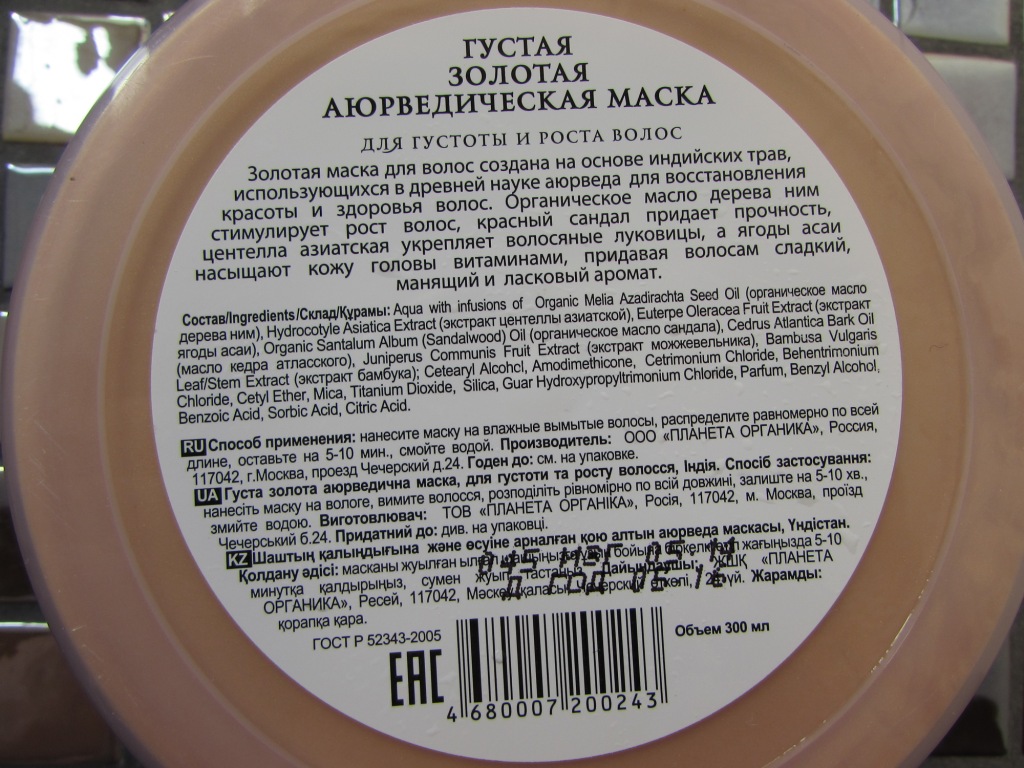 ГУСТАЯ
ЗОЛОТАЯ
АЮРВЕДИЧЕСКАЯ МАСКА
ДЛЯ ГУСТОТЫ И РОСТА ВОЛОС
Золотая маска для волос создана на основе индийских трав,
использующихся в древней науке аюрведа для восстановления
красоты и здоровья волос. Органическое масло дерева ним
стимулирует рост волос, красный сандал придает прочность,
центелла азиатская укрепляет волосяные луковицы, а ягоды асаи
насыщают кожу головы витаминами, придавая волосам сладкий,
манящий и ласковый аромат.
Состав/Ingredients/Склад/Құрамы: Aqua with infusions of Organic Melia Azadirachta Seed Oil (органическое масло
дерева ним), Hydrocotyle Asiatica Extract (экстракт центеллы азиатской), Euterpe Oleracea Fruit Extract (экстракт
ягоды асаи), Organic Santalum Album (Sandalwood) Oil (органическое масло сандала), Cedrus Atlantica Bark Oil
(масло кедра атласского), Juniperus Communis Fruit Extract (экстракт можжевельника), Bambusa Vulgaris
Leaf/Stem Extract (экстракт бамбука); Cetearyl Alcohol, Amodimethicone, Cetrimonium Chloride, Behentrimonium
Chloride, Cetyl Ether, Mica, Titanium Dioxide, Silica, Guar Hydroxypropyltrimonium Chloride, Parfum, Benzyl Alcohol,
Benzoic Acid, Sorbic Acid, Citric Acid.
RU Способ применения: нанесите маску на влажные вымытые волосы, распределите равномерно по всей
длине, оставьте на 5-10 мин., смойте водой. Производитель: ООО «ПЛАНЕТА ОРГАНИКА», Россия,
117042, г.Москва, проезд Чечерский д.24. Годен до: см. на упаковке.
UA Густа золота аюрведична маска, для густоти та росту волосся, Індія. Спосіб застосування:
нанесіть маску на вологе, вимите волосся, розподіліть рівномірно по всій довжині, залиште на 5-10 хв.,
змийте водою. Виготовлювач: ТОВ «ПЛАНЕТА ОРГАНІКА», Росія, 117042, м. Москва, проїзд
Чечерський б.24. Придатний до: див. на упаковці.
KZ Шаштың қалыңдығына және өсуіне арналған қою алтын аюрведа маскасы, Үндістан.
Қолдану әдісі: масканы жуылған бойына жағыңызда 5-10
минутқа қалдырыңыз, сумен Дайындаушы: ЖШҚ «ПЛАНЕТА
ОРГАНИКА», Ресей, 117042, Мәскеу қаласы, Жарамды:
қорапқа қара.
ГОСТ Р 52343-2005
Объем 300 мл
EAC
4 680007 200243